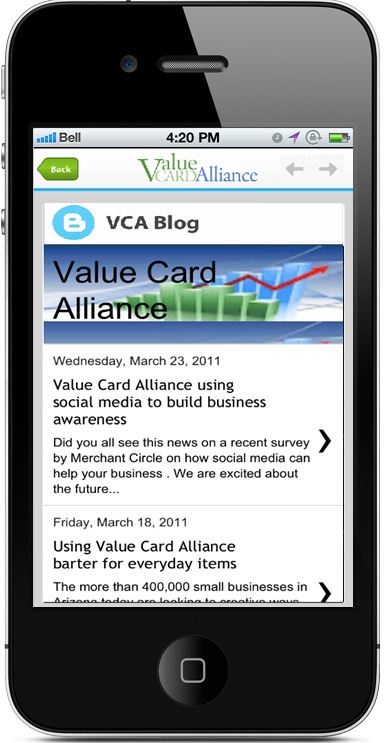 Bell 4:20 PM
Back
Value CARD Alliance
VCA Blog
Value Card
Alliance
Wednesday, March 23, 2011
Value Card Alliance using
social media to build business
awareness
Did you all see this news on a recent survey
by Merchant Circle on how social media can
help your business . We are excited about
the future...
Friday, March 18, 2011
Using Value Card Alliance
barter for everyday items
The more than 400,000 small businesses in
Arizona today are looking to creative ways